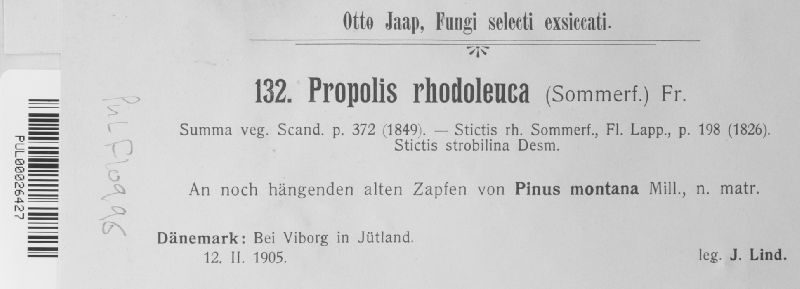 Otto Jaap, Fungi selecti exsiccati.
132. Propolis rhodoleuca (Sommerf.) Fr.
Summa veg. Scand. p. 372 (1849). — Stictis rh. Sommerf., Fl. Lapp., p. 198 (1826).
Stictis strobilina Desm.
An noch hängenden alten Zapfen von Pinus montana Mill., n. matr.
Dänemark: Bei Viborg in Jütland.
12. II. 1905.
leg. J. Lind.
PUL00026427
PUL